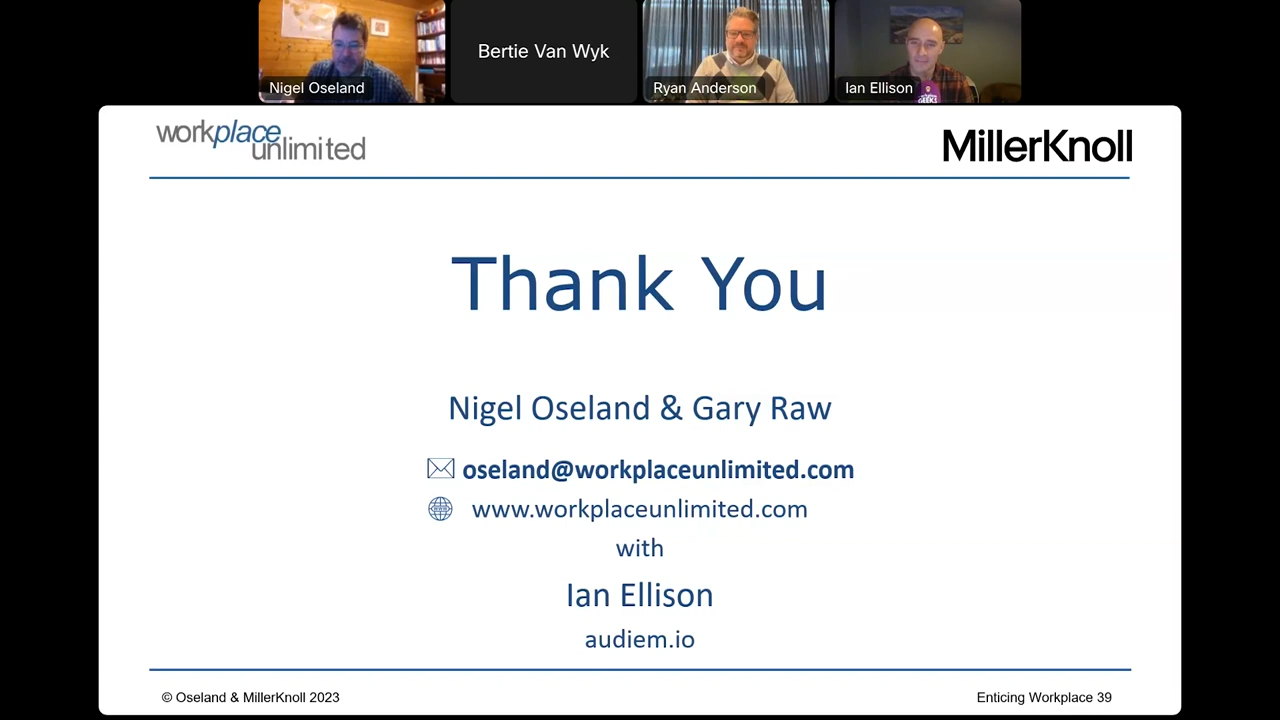 Nigel Oseland
Bertie Van Wyk
Ryan Anderson
Ian Ellison
workplace
unlimited
MillerKnoll
Thank You
Nigel Oseland & Gary Raw
oseland@workplaceunlimited.com
www.workplaceunlimited.com
with
Ian Ellison
audiem.io
© Oseland & MillerKnoll 2023
Enticing Workplace 39